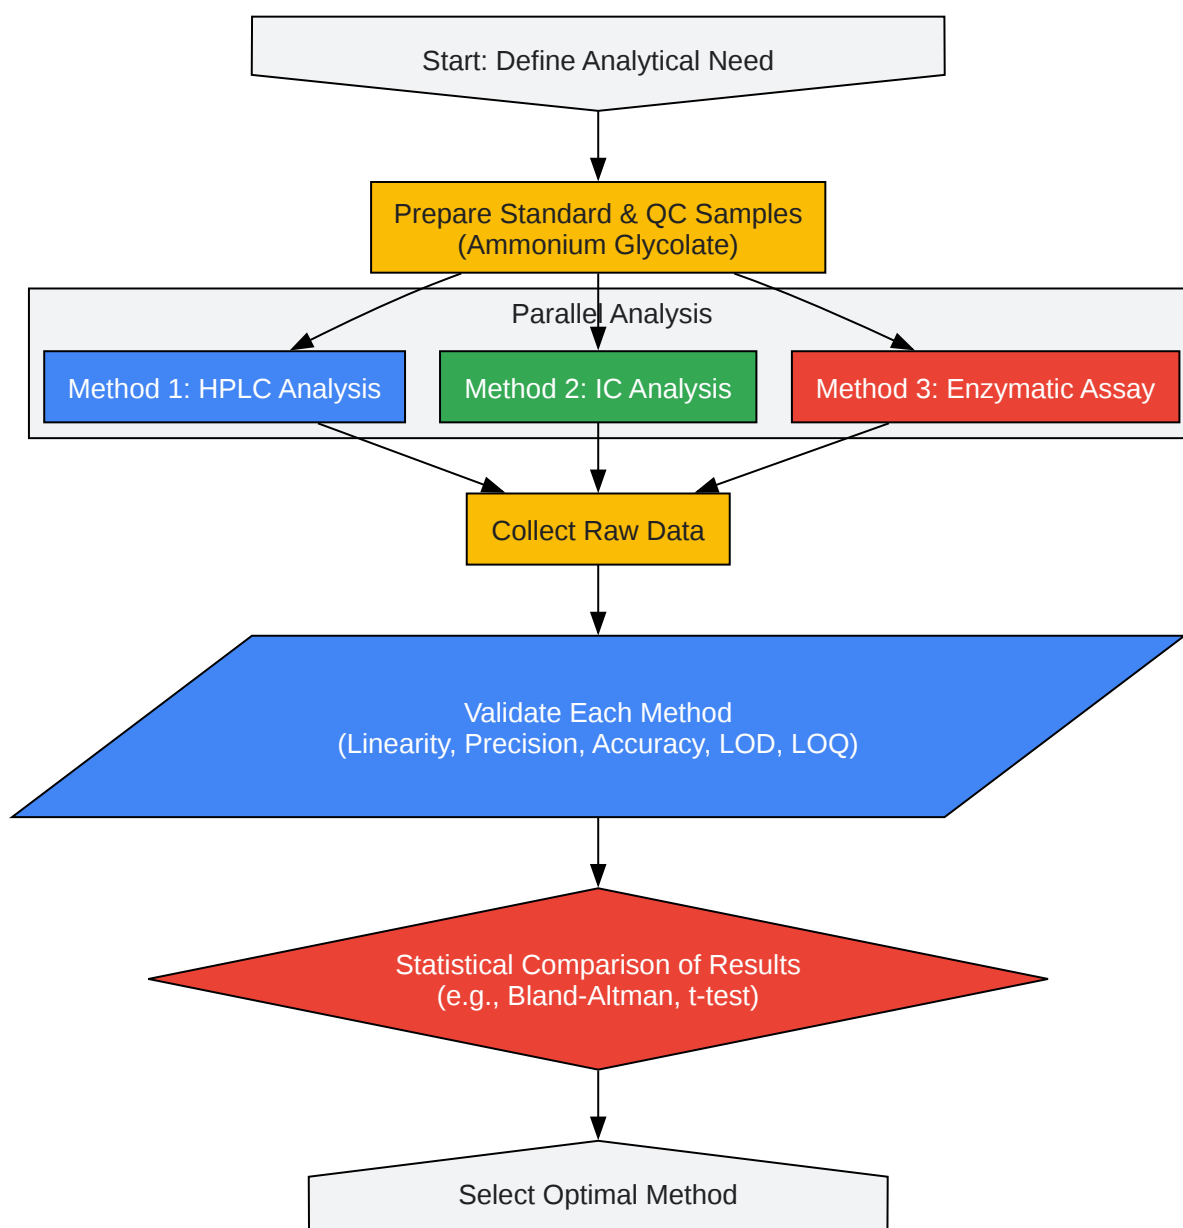 Start: Define Analytical Need
Prepare Standard & QC Samples
(Ammonium Glycolate)
Parallel Analysis
Method 1: HPLC Analysis
Method 2: IC Analysis
Method 3: Enzymatic Assay
Collect Raw Data
Validate Each Method
(Linearity, Precision, Accuracy, LOD, LOQ)
Statistical Comparison of Results
(e.g., Bland-Altman, t-test)
Select Optimal Method